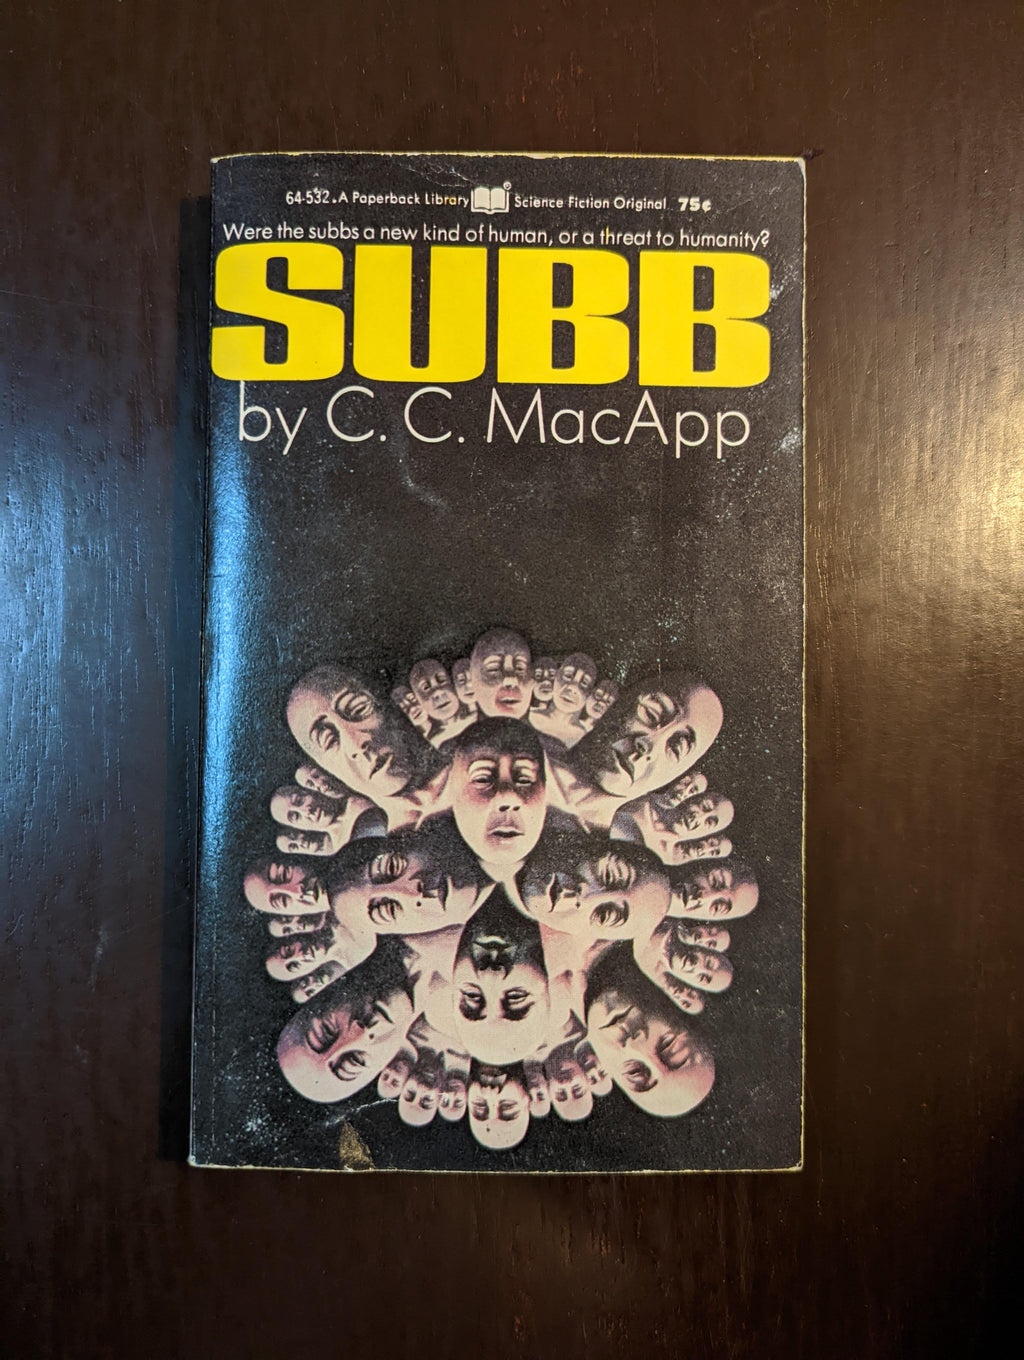 64-532. A Paperback Library ® Science Fiction Original 75¢
Were the subbs a new kind of human, or a threat to humanity?
SUBB
by C. C. MacApp